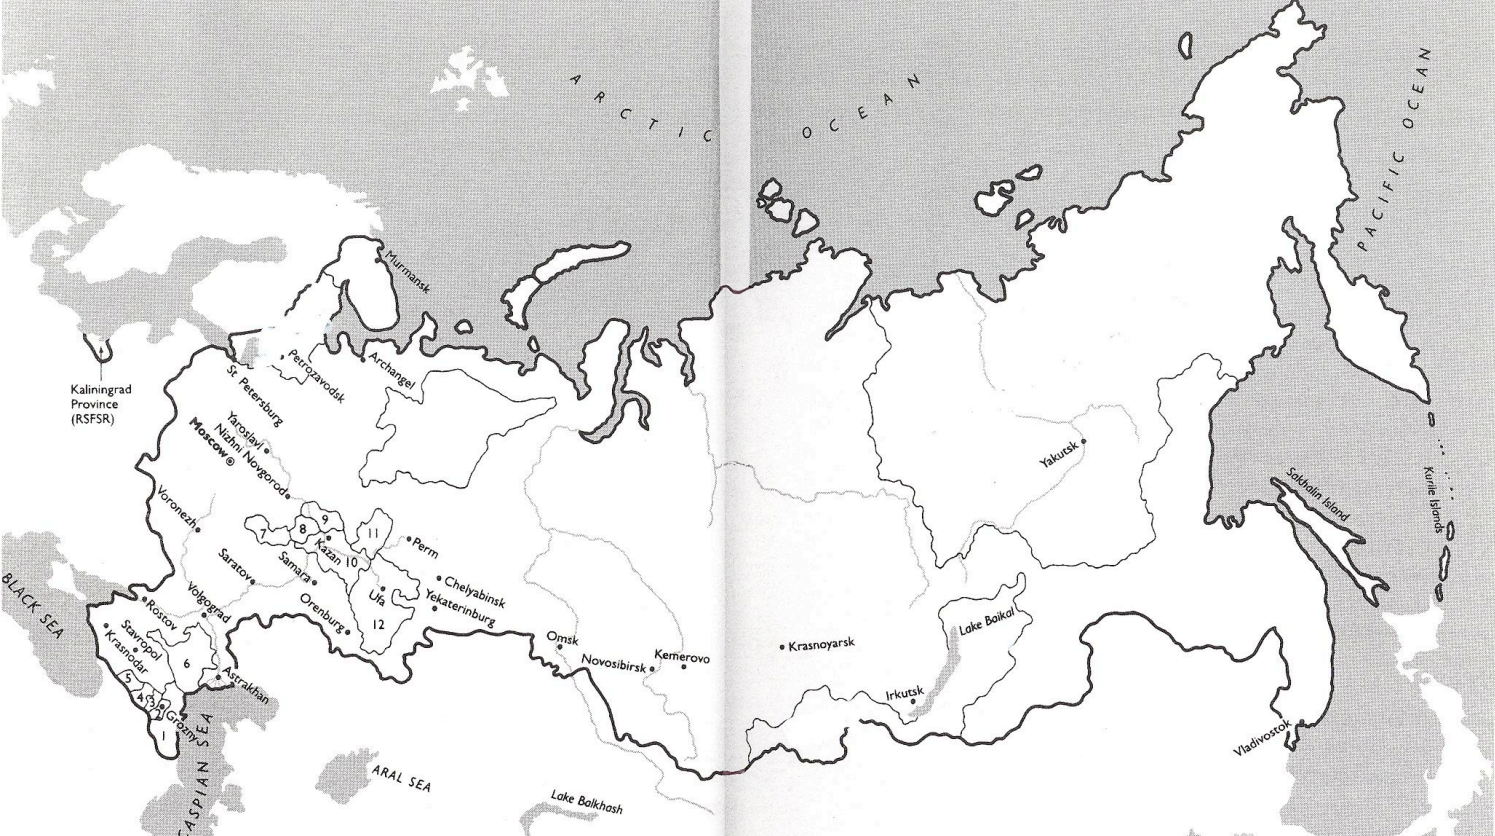 ARCTIC OCEAN
PACIFIC OCEAN
Murmansk
Kaliningrad
Province
(RSFSR)
Petrozavodsk
Archangel
St. Petersburg
Yaroslavl
Nizhni Novgorod
Moscow
Voronezh
Yakutsk
Sakhalin Island
Kurile Islands
7
8
9
11
Kazan
10
Perm
Samara
Saratov
Chelyabinsk
Yekaterinburg
Ufa
12
Orenburg
Volgograd
Rostov
BLACK SEA
Stavropol
Krasnodar
6
5
4
3
2
1
Grozny
Astrakhan
CASPIAN SEA
ARAL SEA
Lake Balkhash
Omsk
Novosibirsk
Kemerovo
Krasnoyarsk
Lake Baikal
Irkutsk
Vladivostok